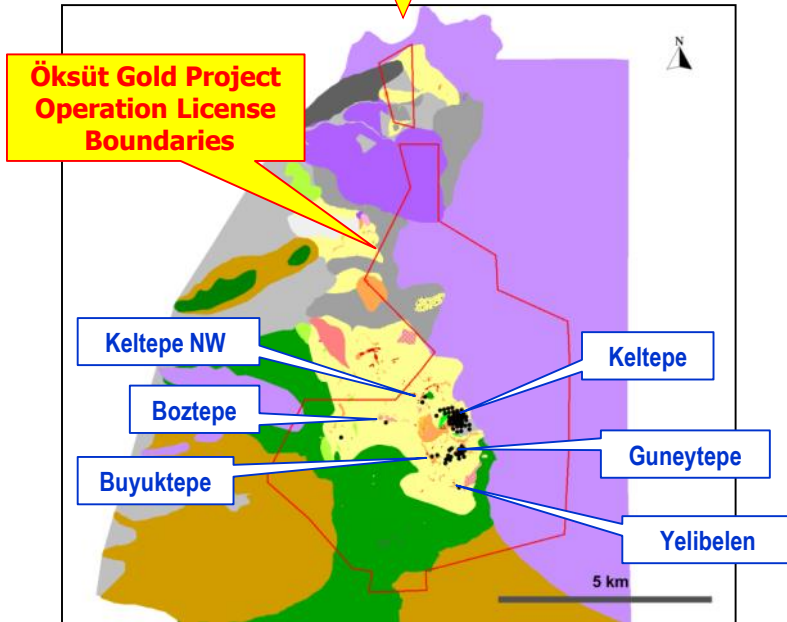 N
Öksüt Gold Project
Operation License
Boundaries
Keltepe NW
Keltepe
Boztepe
Guneytepe
Buyuktepe
Yelibelen
5 km